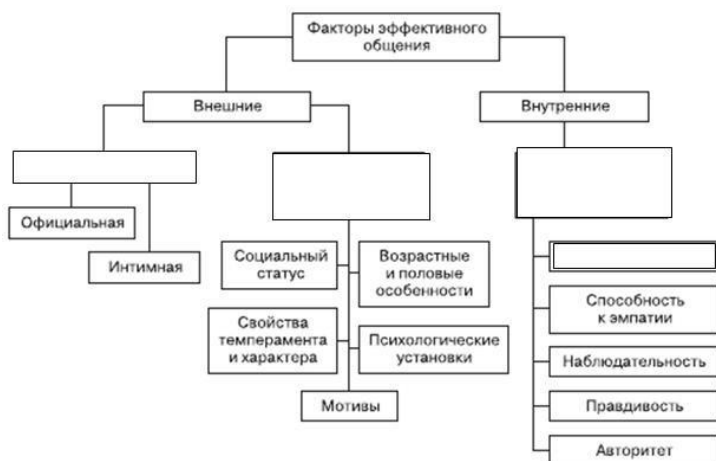 Факторы эффективного
общения
Внешние
Внутренние
Официальная
Интимная
Социальный
статус
Возрастные
и половые
особенности
Свойства
темперамента
и характера
Психологические
установки
Мотивы
Способность
к эмпатии
Наблюдательность
Правдивость
Авторитет